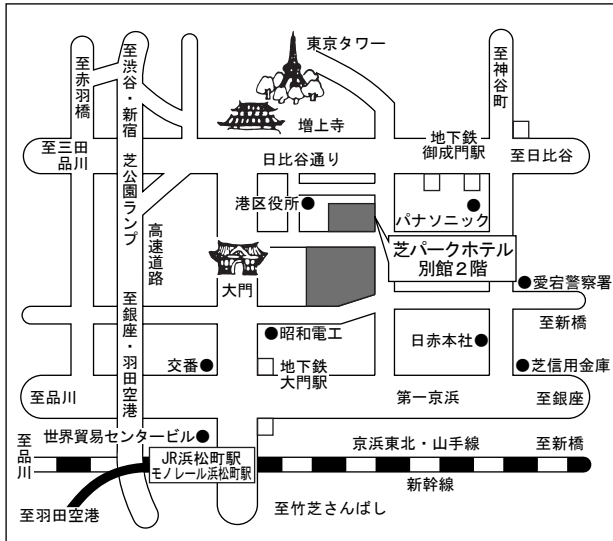 東京タワー
至赤羽橋
至渋谷・新宿
芝公園ランプ
至神谷町
増上寺
至三田
品川
日比谷通り
地下鉄
御成門駅
至日比谷
港区役所
パナソニック
芝パークホテル
別館２階
高速道路
大門
愛宕警察署
至新橋
至銀座・羽田空港
昭和電工
日赤本社
交番
地下鉄
大門駅
芝信用金庫
至品川
第一京浜
至銀座
世界貿易センタービル
至品川
京浜東北・山手線
至新橋
JR浜松町駅
モノレール浜松町駅
新幹線
至羽田空港
至竹芝さんばし